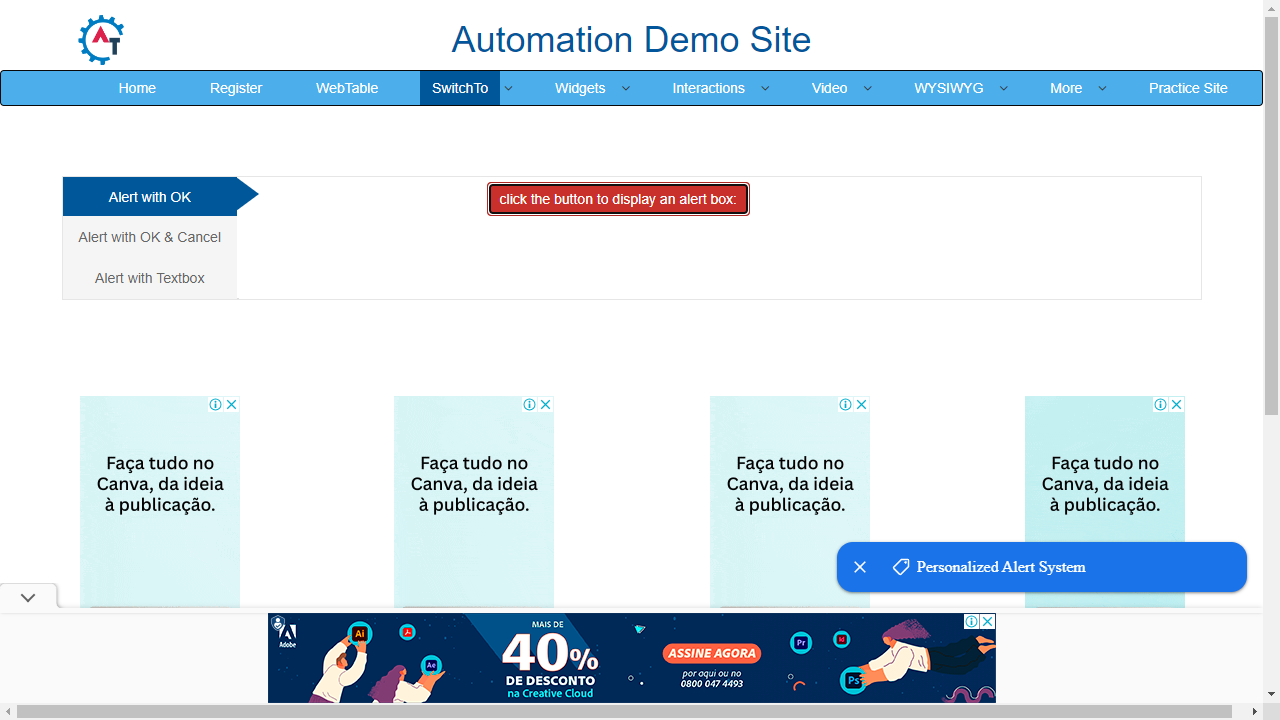 AT
Automation Demo Site
Home Register WebTable SwitchTo Widgets Interactions Video WYSIWYG More Practice Site
Alert with OK
click the button to display an alert box:
Alert with OK & Cancel
Alert with Textbox
Faça tudo no
Canva, da ideia
à publicação.
Faça tudo no
Canva, da ideia
à publicação.
Faça tudo no
Canva, da ideia
à publicação.
Faça tudo no
Canva, da ideia
à publicação.
Personalized Alert System
Adobe
Ai
Ae
MAIS DE
40%
DE DESCONTO
na Creative Cloud
ASSINE AGORA
por aqui ou no
0800 047 4493
Pr
Id
Ps